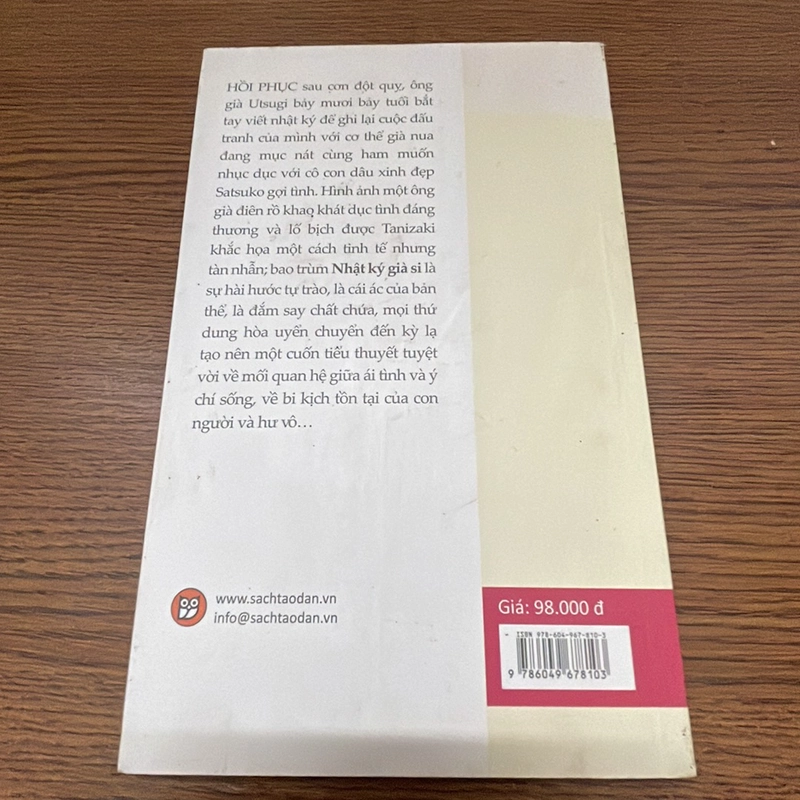 HỒI PHỤC sau cơn đột quỵ, ông
già Utsugi bảy mươi bảy tuổi bắt
tay viết nhật ký để ghi lại cuộc đấu
tranh của mình với cơ thể già nua
đang mục nát cùng ham muốn
nhục dục với cô con dâu xinh đẹp
Satsuko gợi tình. Hình ảnh một ông
già điên rồ khao khát dục tình đáng
thương và lố bịch được Tanizaki
khắc họa một cách tinh tế nhưng
tàn nhẫn; bao trùm Nhật ký già si là
sự hài hước tự trào, là cái ác của bản
thể, là đắm say chất chứa, mọi thứ
dung hòa uyển chuyển đến kỳ lạ
tạo nên một cuốn tiểu thuyết tuyệt
vời về mối quan hệ giữa ái tình và ý
chí sống, về bi kịch tồn tại của con
người và hư vô...
www.sachtaodan.vn
info@sachtaodan.vn
Giá: 98.000 đ
ISBN 978-604-967-810-3
9 786049 678103